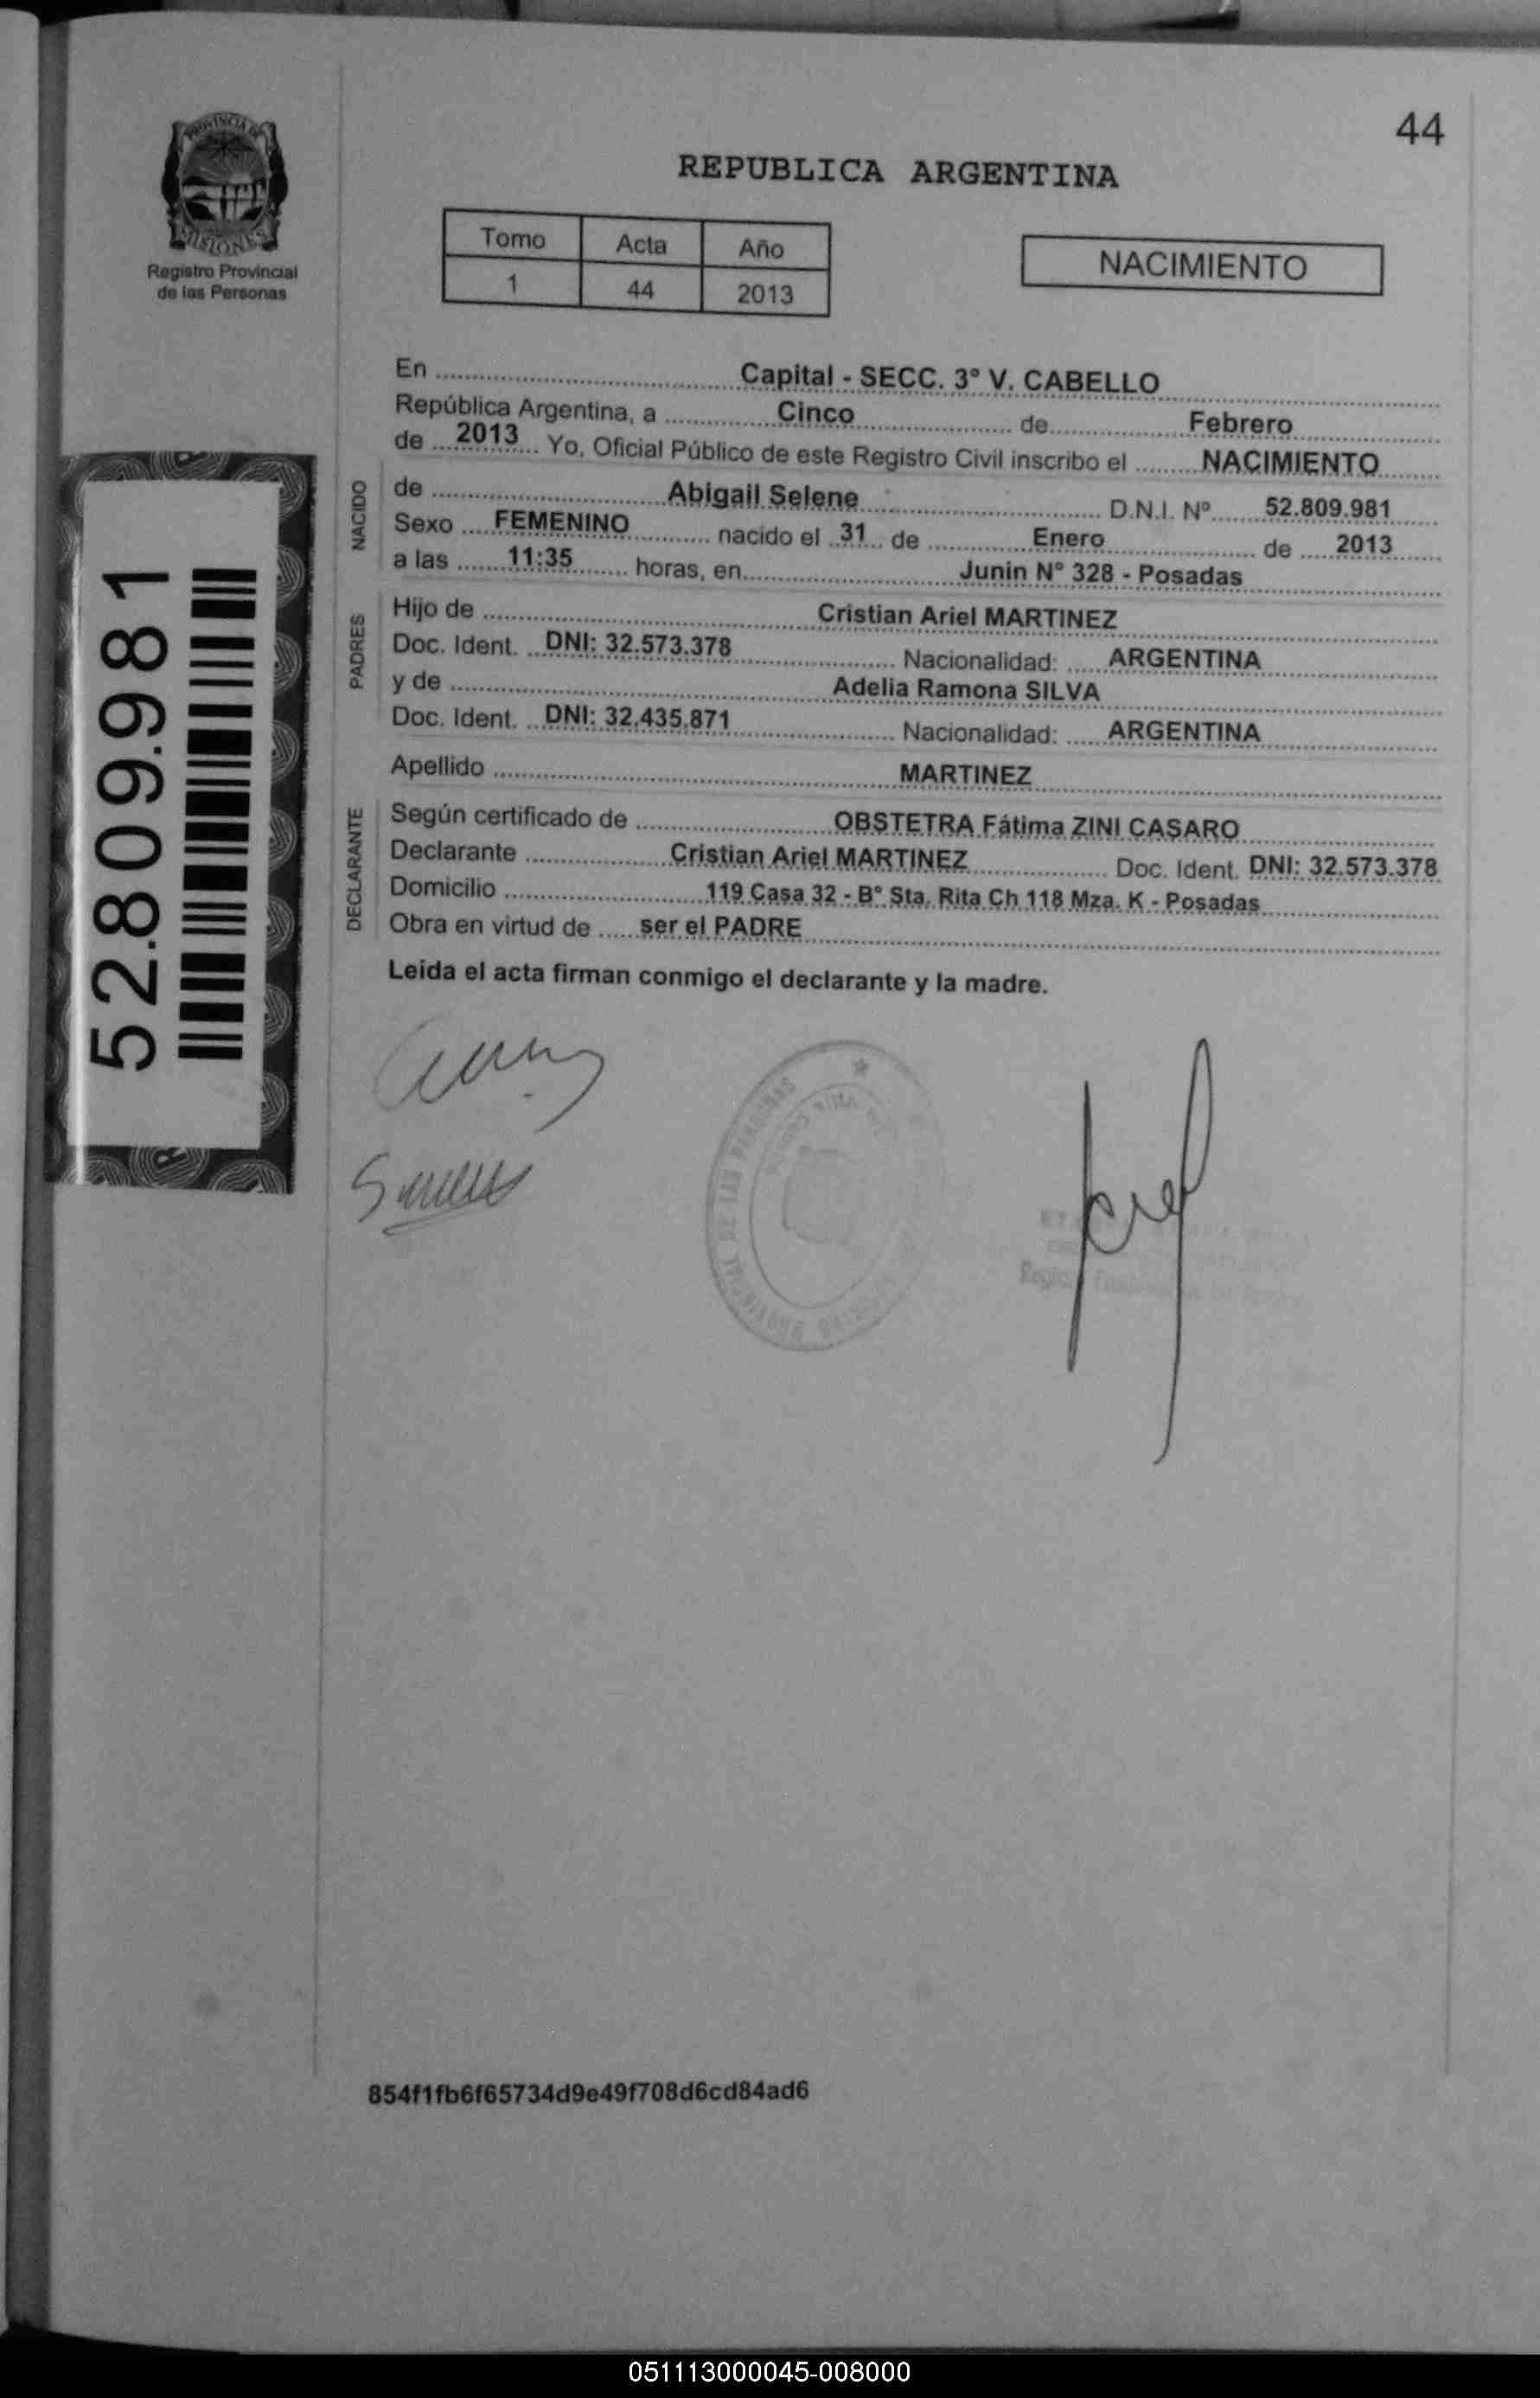 44
PROVINCIA DE
MISIONES
Registro Provincial
de las Personas
REPUBLICA ARGENTINA
Tomo Acta Año
1 44 2013
NACIMIENTO
En Capital - SECC. 3° V. CABELLO
República Argentina, a Cinco de Febrero
de 2013 Yo, Oficial Público de este Registro Civil inscribo el NACIMIENTO
NACIDO
de Abigail Selene D.N.I. Nº 52.809.981
Sexo FEMENINO nacido el 31 de Enero de 2013
a las 11:35 horas, en Junin N° 328 - Posadas
PADRES
Hijo de Cristian Ariel MARTINEZ
Doc. Ident. DNI: 32.573.378 Nacionalidad: ARGENTINA
y de Adelia Ramona SILVA
Doc. Ident. DNI: 32.435.871 Nacionalidad: ARGENTINA
Apellido MARTINEZ
DECLARANTE
Según certificado de OBSTETRA Fátima ZINI CASARO
Declarante Cristian Ariel MARTINEZ Doc. Ident. DNI: 32.573.378
Domicilio 119 Casa 32 - B° Sta. Rita Ch 118 Mza. K - Posadas
Obra en virtud de ser el PADRE
Leída el acta firman conmigo el declarante y la madre.
52.809.981
PROVINCIAL DE LAS PERSONAS
854f1fb6f65734d9e49f708d6cd84ad6
051113000045-008000